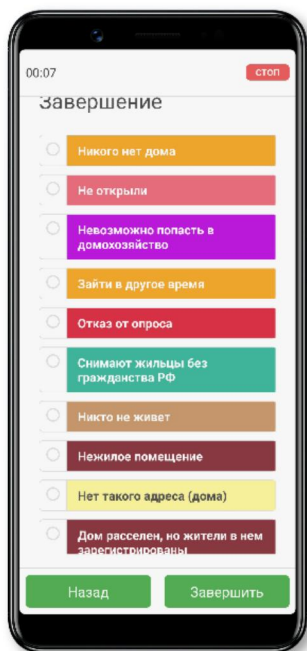 00:07
стоп
Завершение
Никого нет дома
Не открыли
Невозможно попасть в
домохозяйство
Зайти в другое время
Отказ от опроса
Снимают жильцы без
гражданства РФ
Никто не живет
Нежилое помещение
Нет такого адреса (дома)
Дом расселен, но жители в нем
зарегистрированы
Назад
Завершить